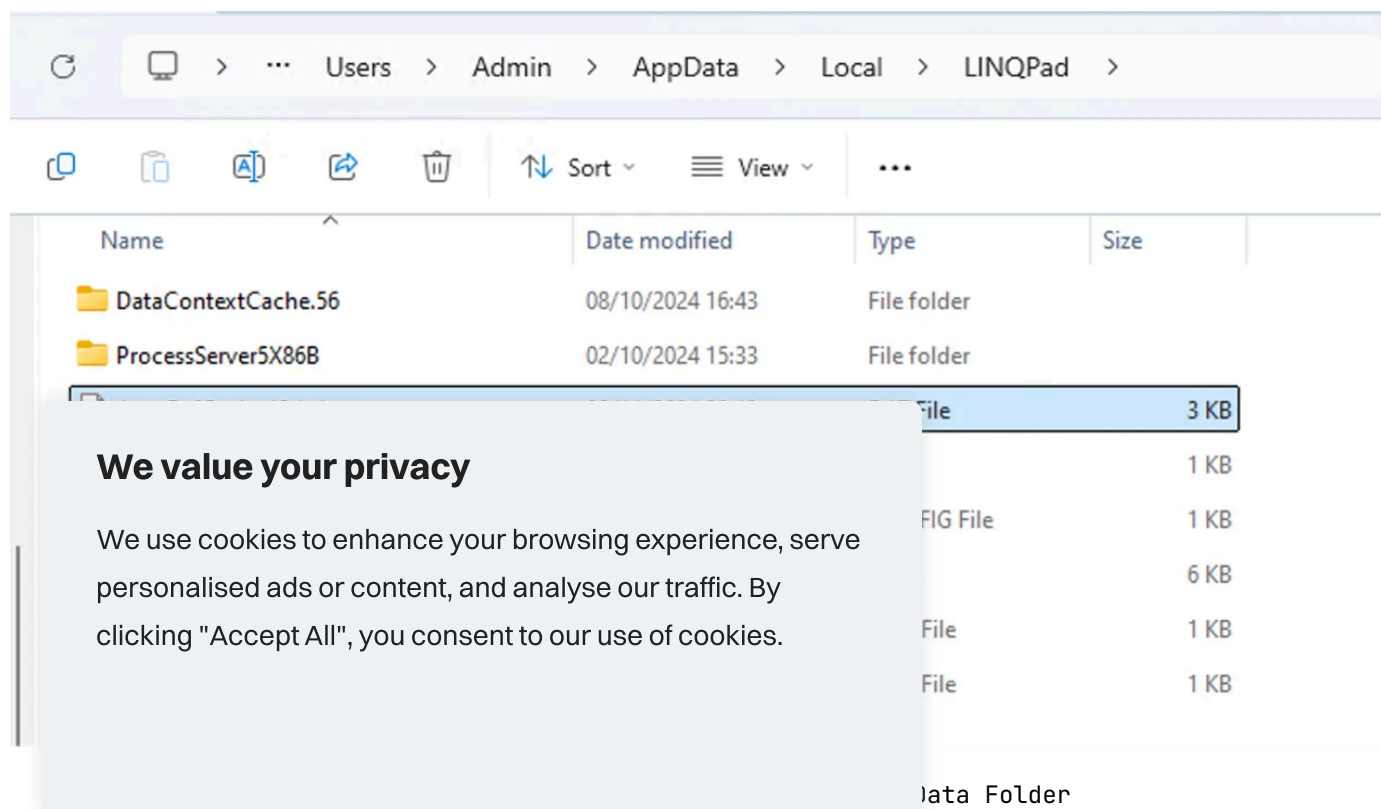 Users > Admin > AppData > Local > LINQPad >
Sort View
Name Date modified Type Size
DataContextCache.56 08/10/2024 16:43 File folder
ProcessServer5X86B 02/10/2024 15:33 File folder
File 3 KB
1 KB
FIG File 1 KB
6 KB
File 1 KB
File 1 KB
We value your privacy
We use cookies to enhance your browsing experience, serve
personalised ads or content, and analyse our traffic. By
clicking "Accept All", you consent to our use of cookies.
Data Folder